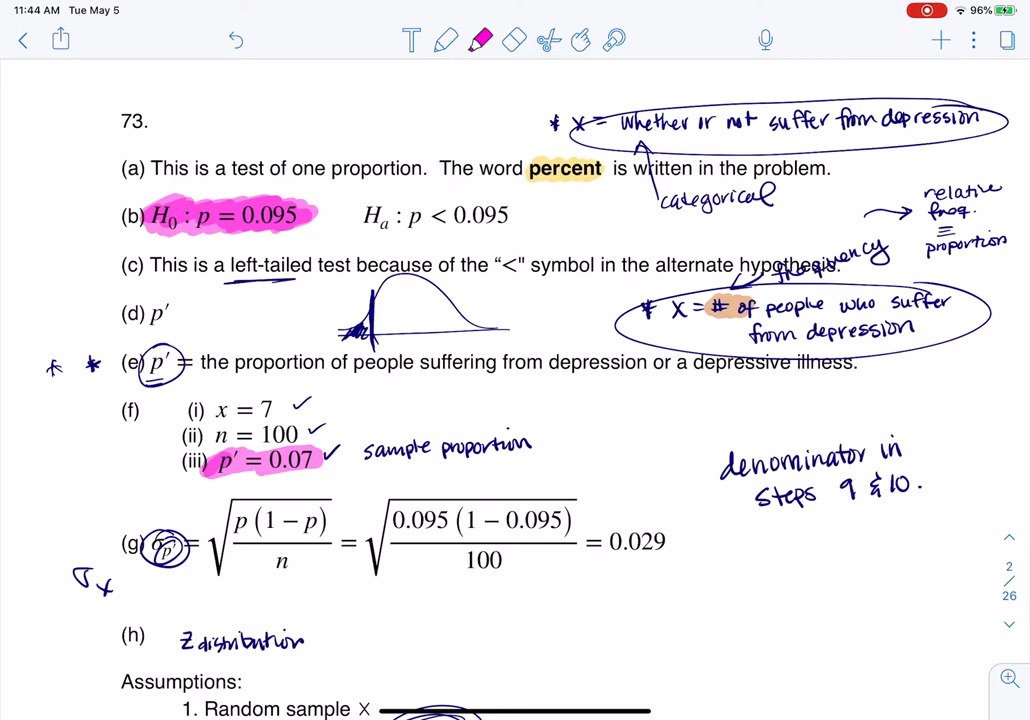 11:44 AM Tue May 5
96%
73.
* X = whether or not suffer from depression
(a) This is a test of one proportion. The word percent is written in the problem.
categorical
(b) H₀ : p = 0.095 Hₐ : p < 0.095
relative
freq.
≡
proportion
(c) This is a left-tailed test because of the "<" symbol in the alternate hypothesis.
frequency
(d) p′
* X = # of people who suffer
from depression
* * (e) p′ = the proportion of people suffering from depression or a depressive illness.
(f) (i) x = 7 ✓
(ii) n = 100 ✓
(iii) p′ = 0.07 ✓ sample proportion
denominator in
steps 9 & 10.
(g) σp′ = √(p (1 − p) / n) = √(0.095 (1 − 0.095) / 100) = 0.029
σx
2
/
26
(h) Z distribution
Assumptions:
1. Random sample X